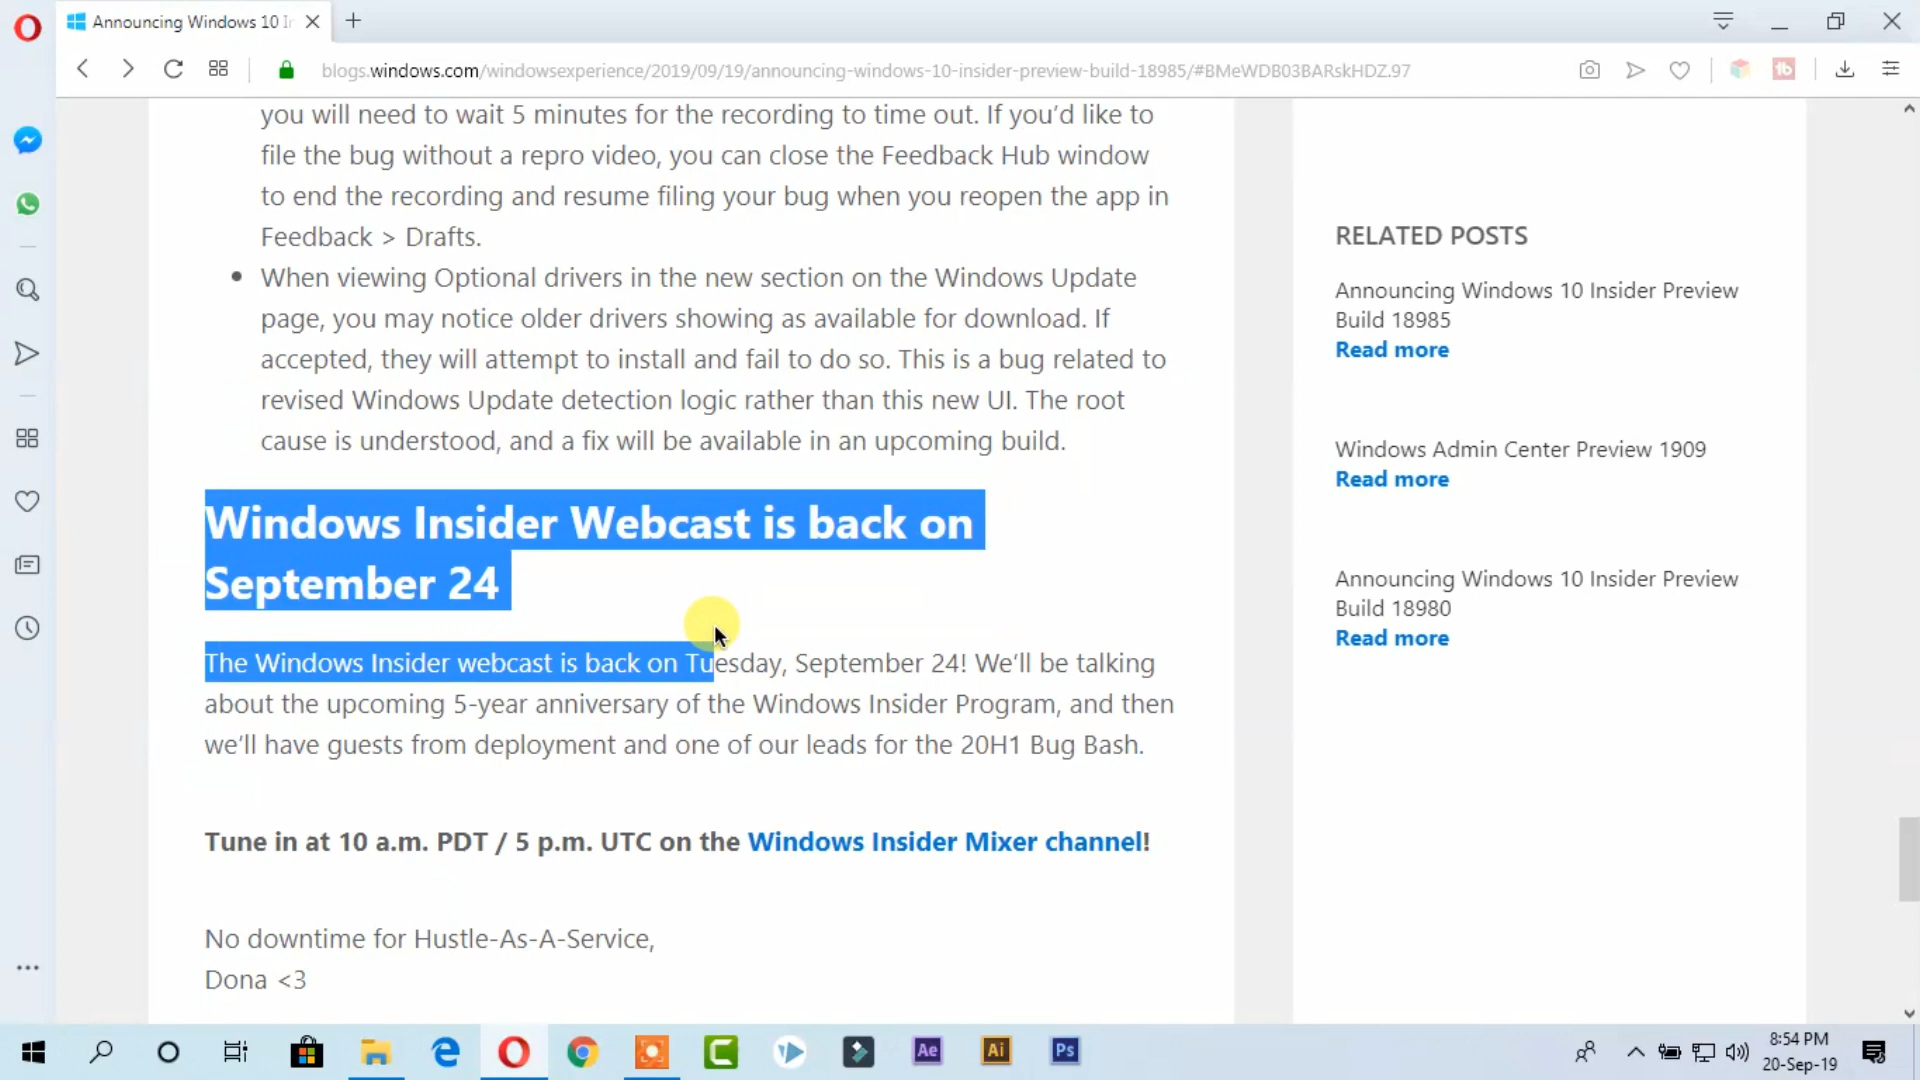 Announcing Windows 10 In
blogs.windows.com/windowsexperience/2019/09/19/announcing-windows-10-insider-preview-build-18985/#BMeWDB03BARskHDZ.97
you will need to wait 5 minutes for the recording to time out. If you’d like to
file the bug without a repro video, you can close the Feedback Hub window
to end the recording and resume filing your bug when you reopen the app in
Feedback > Drafts.
• When viewing Optional drivers in the new section on the Windows Update
page, you may notice older drivers showing as available for download. If
accepted, they will attempt to install and fail to do so. This is a bug related to
revised Windows Update detection logic rather than this new UI. The root
cause is understood, and a fix will be available in an upcoming build.
Windows Insider Webcast is back on
September 24
The Windows Insider webcast is back on Tuesday, September 24! We’ll be talking
about the upcoming 5-year anniversary of the Windows Insider Program, and then
we’ll have guests from deployment and one of our leads for the 20H1 Bug Bash.
Tune in at 10 a.m. PDT / 5 p.m. UTC on the Windows Insider Mixer channel!
No downtime for Hustle-As-A-Service,
Dona <3
RELATED POSTS
Announcing Windows 10 Insider Preview
Build 18985
Read more
Windows Admin Center Preview 1909
Read more
Announcing Windows 10 Insider Preview
Build 18980
Read more
tb
Ae
Ai
Ps
8:54 PM
20-Sep-19